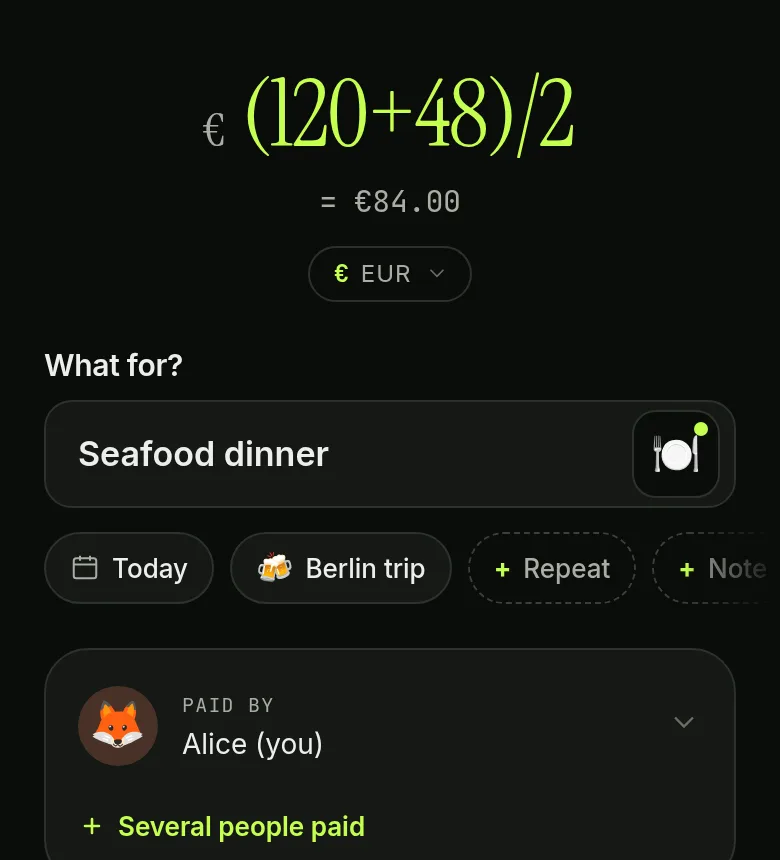 € (120+48)/2
= €84.00
€ EUR
What for?
Seafood dinner
Today Berlin trip + Repeat + Note
PAID BY
Alice (you)
+ Several people paid